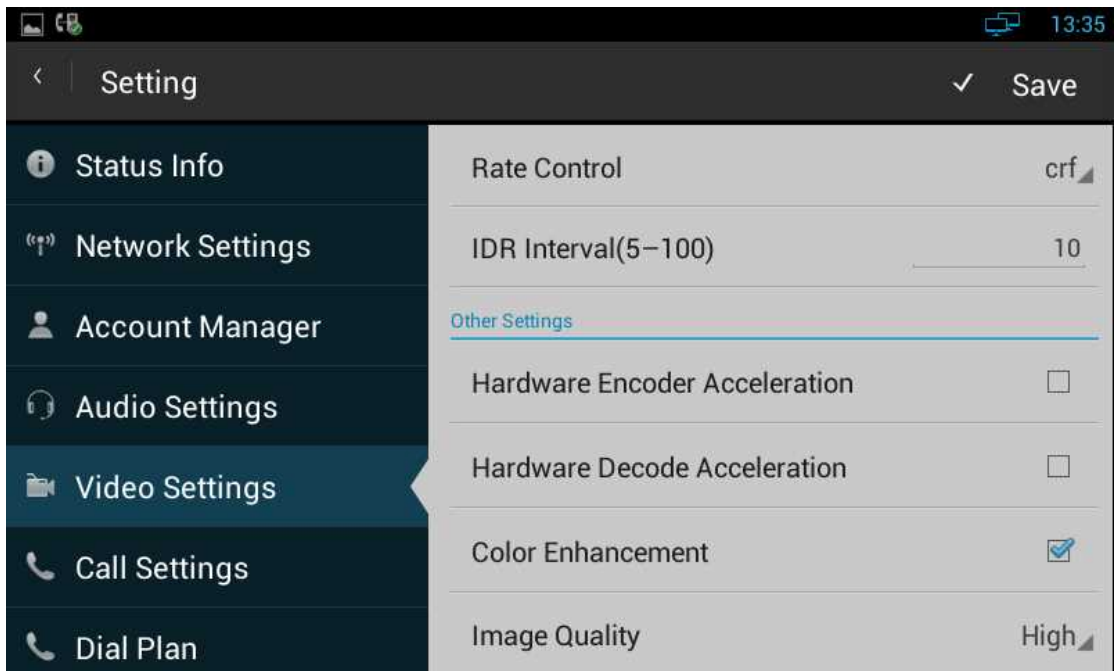 13:35
Setting
Save
Status Info
Network Settings
Account Manager
Audio Settings
Video Settings
Call Settings
Dial Plan
Rate Control crf
IDR Interval(5–100) 10
Other Settings
Hardware Encoder Acceleration
Hardware Decode Acceleration
Color Enhancement
Image Quality High